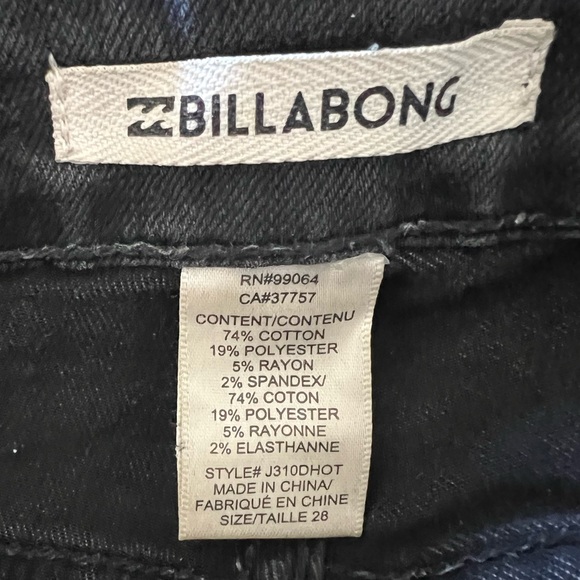 BILLABONG
RN#99064
CA#37757
CONTENT/CONTENU
74% COTTON
19% POLYESTER
5% RAYON
2% SPANDEX/
74% COTON
19% POLYESTER
5% RAYONNE
2% ELASTHANNE
STYLE# J310DHOT
MADE IN CHINA/
FABRIQUÉ EN CHINE
SIZE/TAILLE 28